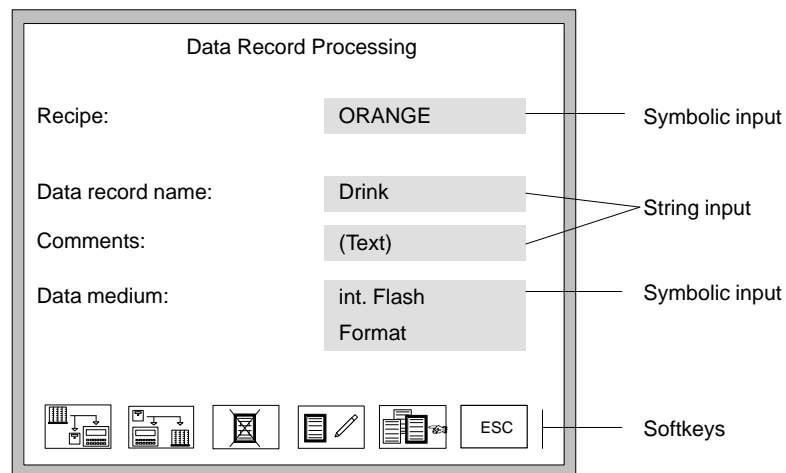 Data Record Processing
Recipe: ORANGE Symbolic input
Data record name: Drink
String input
Comments: (Text)
Data medium: int. Flash Symbolic input
Format
ESC Softkeys